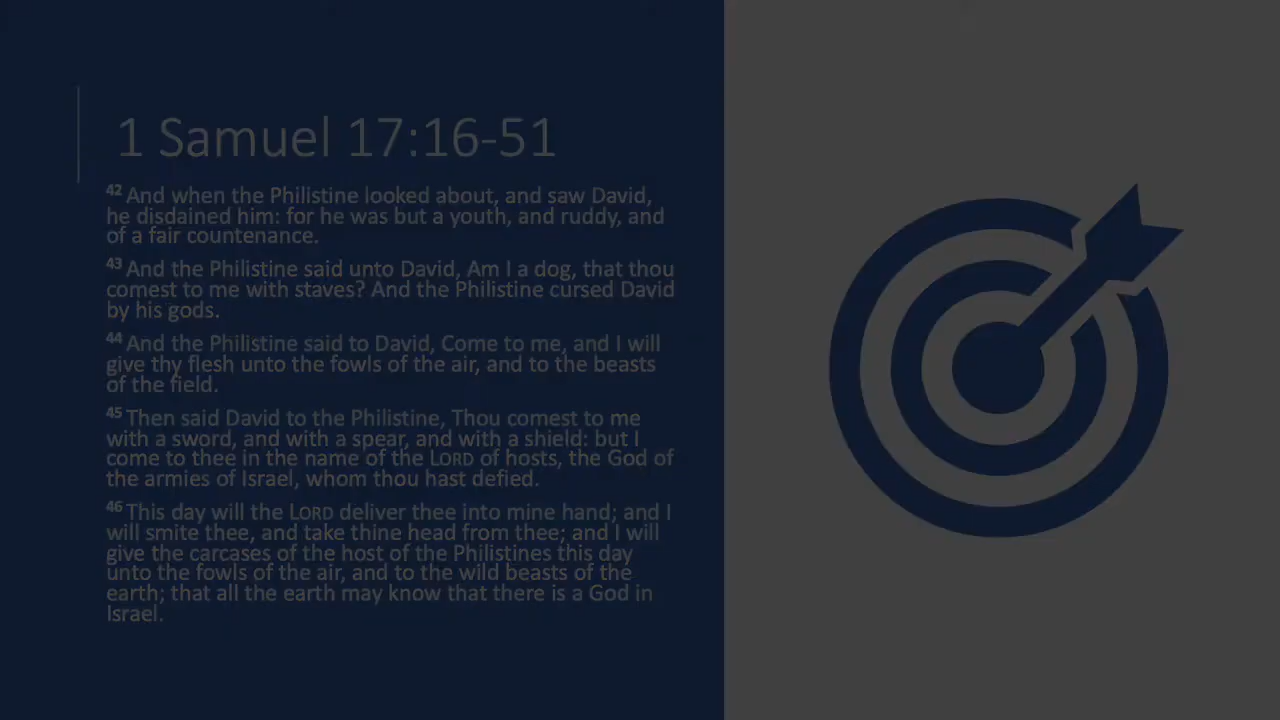 1 Samuel 17:16-51
42 And when the Philistine looked about, and saw David,
he disdained him: for he was but a youth, and ruddy, and
of a fair countenance.
43 And the Philistine said unto David, Am I a dog, that thou
comest to me with staves? And the Philistine cursed David
by his gods.
44 And the Philistine said to David, Come to me, and I will
give thy flesh unto the fowls of the air, and to the beasts
of the field.
45 Then said David to the Philistine, Thou comest to me
with a sword, and with a spear, and with a shield: but I
come to thee in the name of the LORD of hosts, the God of
the armies of Israel, whom thou hast defied.
46 This day will the LORD deliver thee into mine hand; and I
will smite thee, and take thine head from thee; and I will
give the carcases of the host of the Philistines this day
unto the fowls of the air, and to the wild beasts of the
earth; that all the earth may know that there is a God in
Israel.